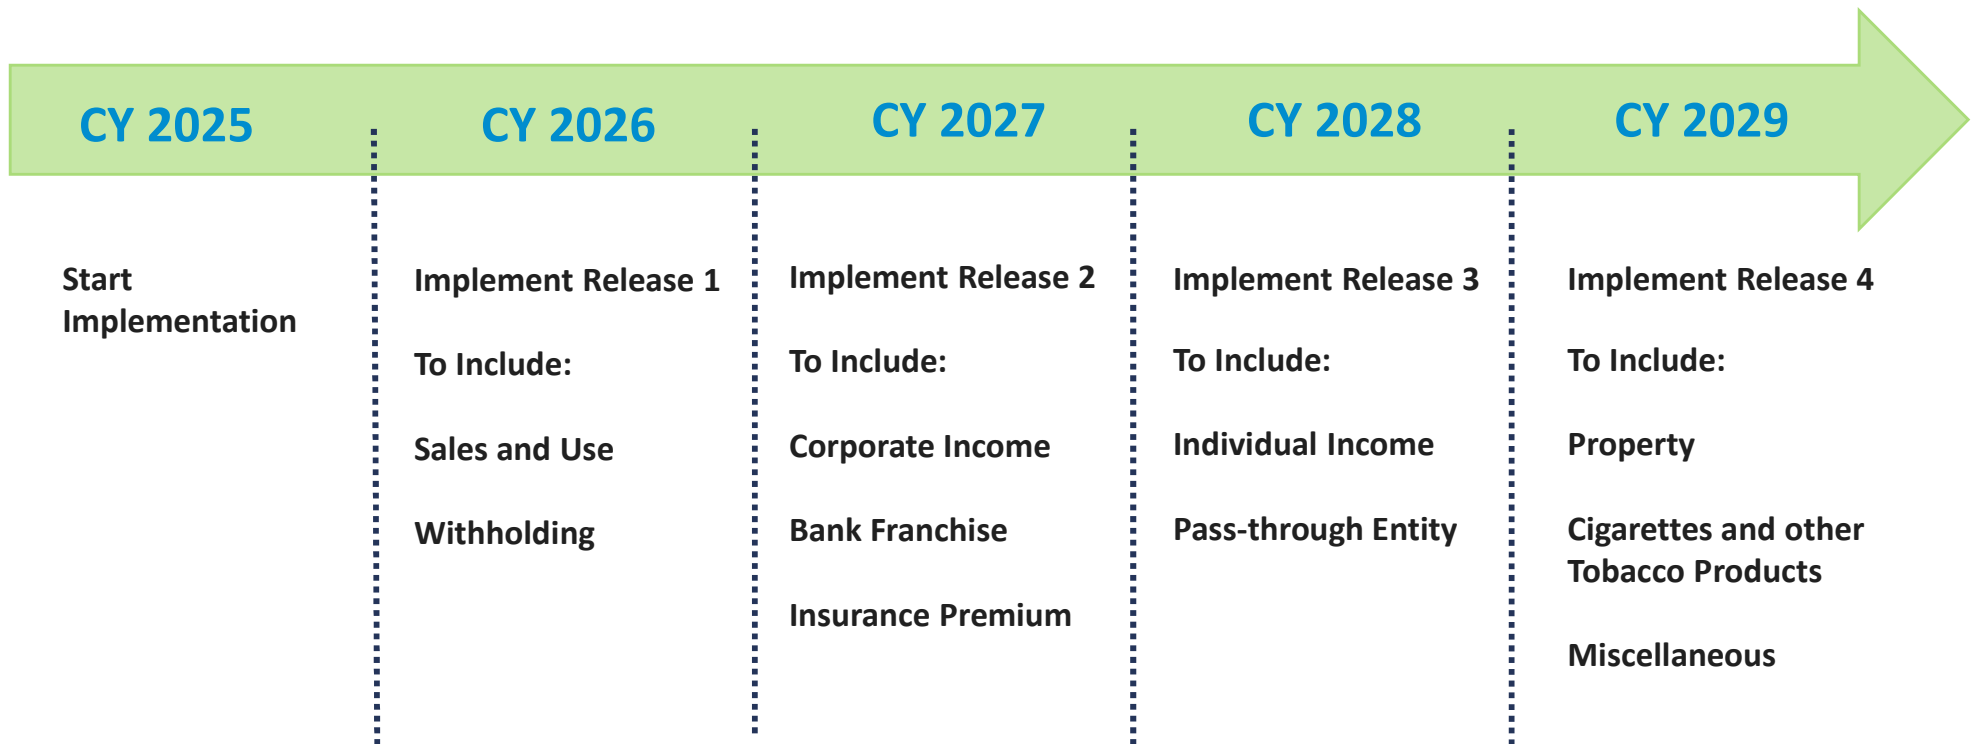 CY 2025
CY 2026
CY 2027
CY 2028
CY 2029
Start
Implementation
Implement Release 1
To Include:
Sales and Use
Withholding
Implement Release 2
To Include:
Corporate Income
Bank Franchise
Insurance Premium
Implement Release 3
To Include:
Individual Income
Pass-through Entity
Implement Release 4
To Include:
Property
Cigarettes and other
Tobacco Products
Miscellaneous